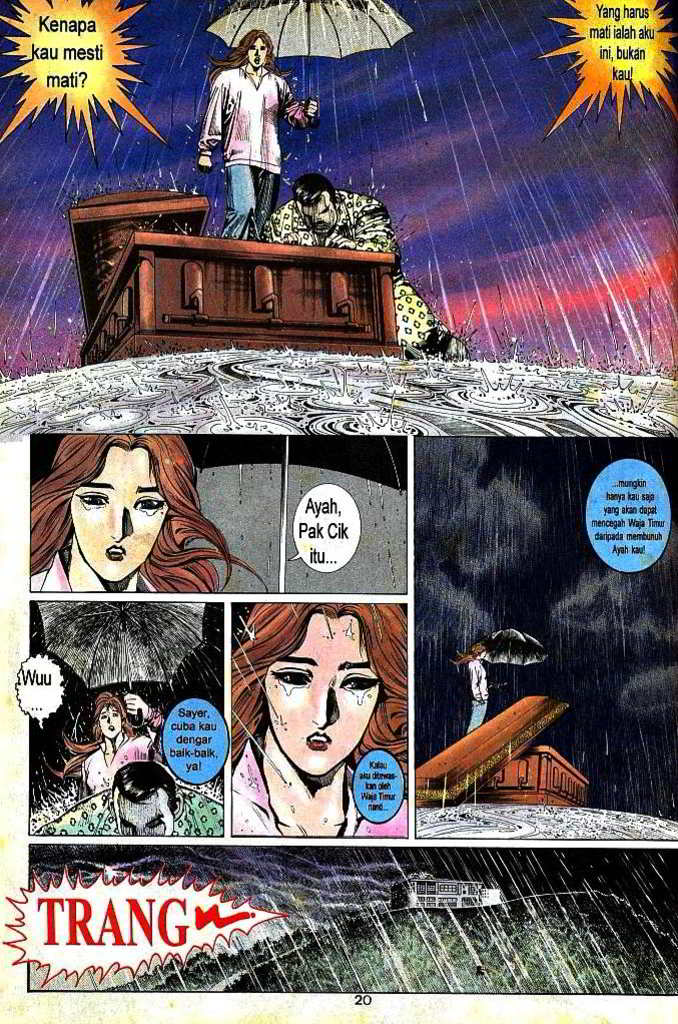 Kenapa
kau mesti
mati?
Yang harus
mati ialah aku
ini, bukan
kau!
Ayah,
Pak Cik
itu...
Wuu
...
Sayer,
cuba kau
dengar
baik-baik,
ya!
Kalau
aku ditewas-
kan oleh
Waja Timur
nanti...
...mungkin
hanya kau saja
yang akan dapat
mencegah Waja Timur
daripada membunuh
Ayah kau!
TRANG
20